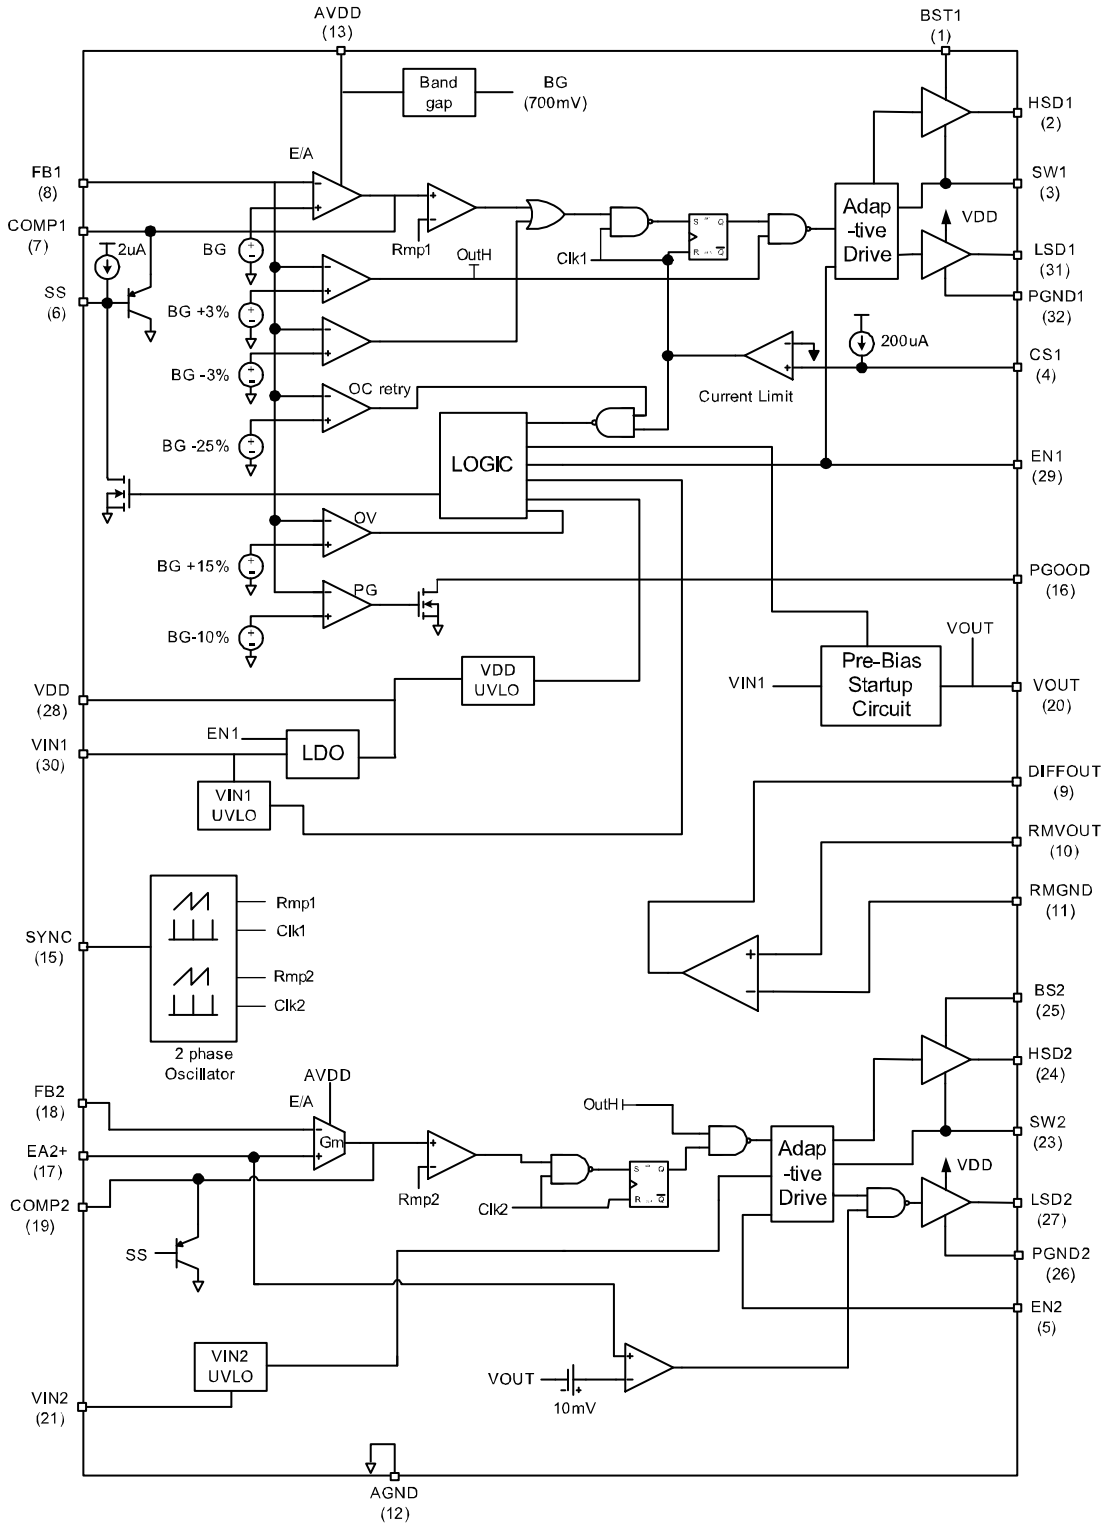 AVDD
(13)
BST1
(1)
Band
gap
BG
(700mV)
HSD1
(2)
E/A
FB1
(8)
SW1
(3)
COMP1
(7)
BG
Rmp1
OutH
Clk1
S
Q
R
Q
Adap
-tive
Drive
VDD
LSD1
(31)
2uA
SS
(6)
PGND1
(32)
BG +3%
200uA
CS1
(4)
BG -3%
Current Limit
OC retry
BG -25%
LOGIC
EN1
(29)
OV
BG +15%
PG
PGOOD
(16)
BG-10%
VOUT
VDD
UVLO
Pre-Bias
Startup
Circuit
VIN1
VOUT
(20)
VDD
(28)
EN1
LDO
VIN1
(30)
VIN1
UVLO
DIFFOUT
(9)
RMVOUT
(10)
RMGND
(11)
Rmp1
Clk1
SYNC
(15)
Rmp2
Clk2
2 phase
Oscillator
BS2
(25)
HSD2
(24)
AVDD
E/A
FB2
(18)
OutH
Gm
SW2
(23)
EA2+
(17)
Adap
-tive
Drive
VDD
Rmp2
S
Q
R
Q
Clk2
LSD2
(27)
COMP2
(19)
SS
PGND2
(26)
EN2
(5)
VIN2
UVLO
VOUT
10mV
VIN2
(21)
AGND
(12)